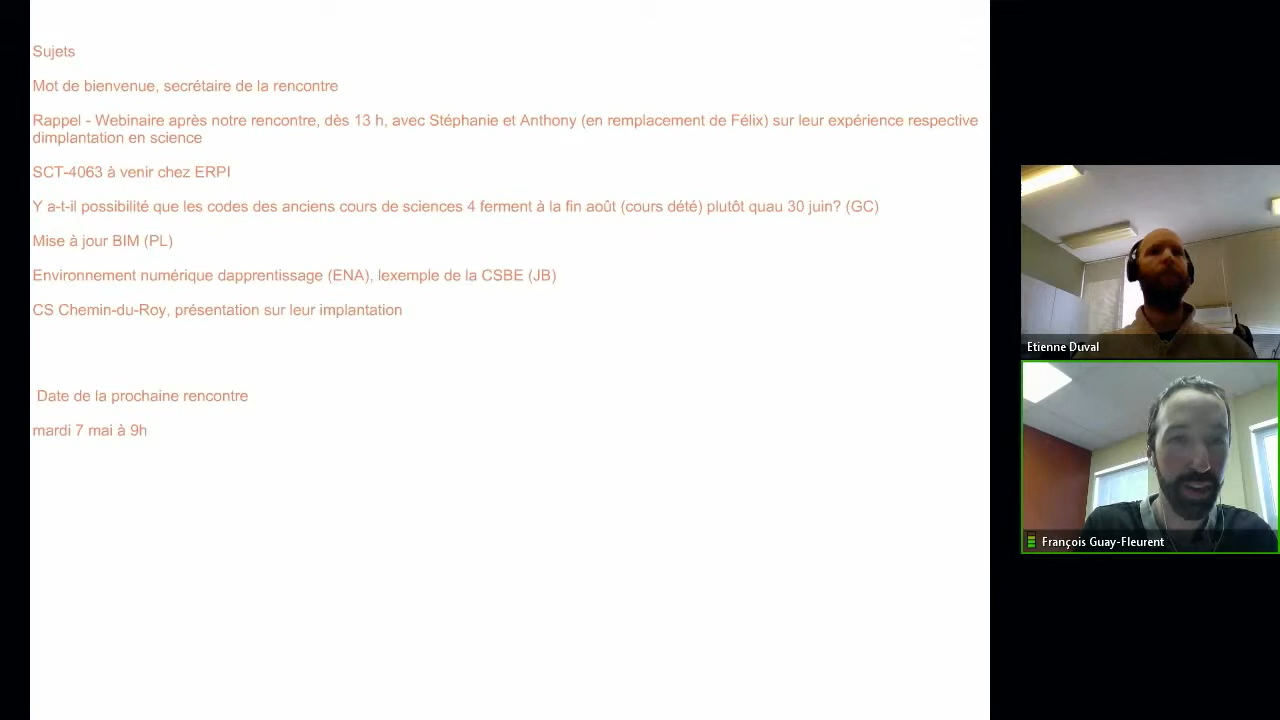 Sujets
Mot de bienvenue, secrétaire de la rencontre
Rappel - Webinaire après notre rencontre, dès 13 h, avec Stéphanie et Anthony (en remplacement de Félix) sur leur expérience respective
dimplantation en science
SCT-4063 à venir chez ERPI
Y a-t-il possibilité que les codes des anciens cours de sciences 4 ferment à la fin août (cours dété) plutôt quau 30 juin? (GC)
Mise à jour BIM (PL)
Environnement numérique dapprentissage (ENA), lexemple de la CSBE (JB)
CS Chemin-du-Roy, présentation sur leur implantation
Date de la prochaine rencontre
mardi 7 mai à 9h
Etienne Duval
François Guay-Fleurent